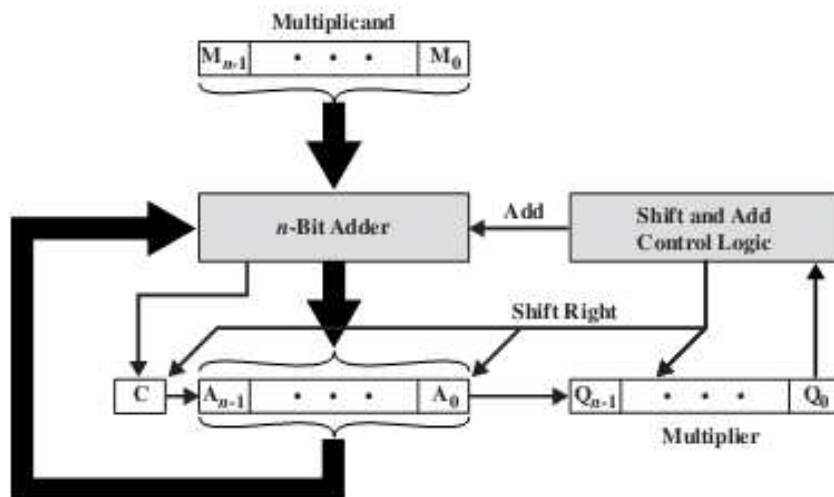 Multiplicand
Mn-1 • • • M0
n-Bit Adder
Add
Shift and Add
Control Logic
Shift Right
C
An-1 • • • A0
Qn-1 • • • Q0
Multiplier